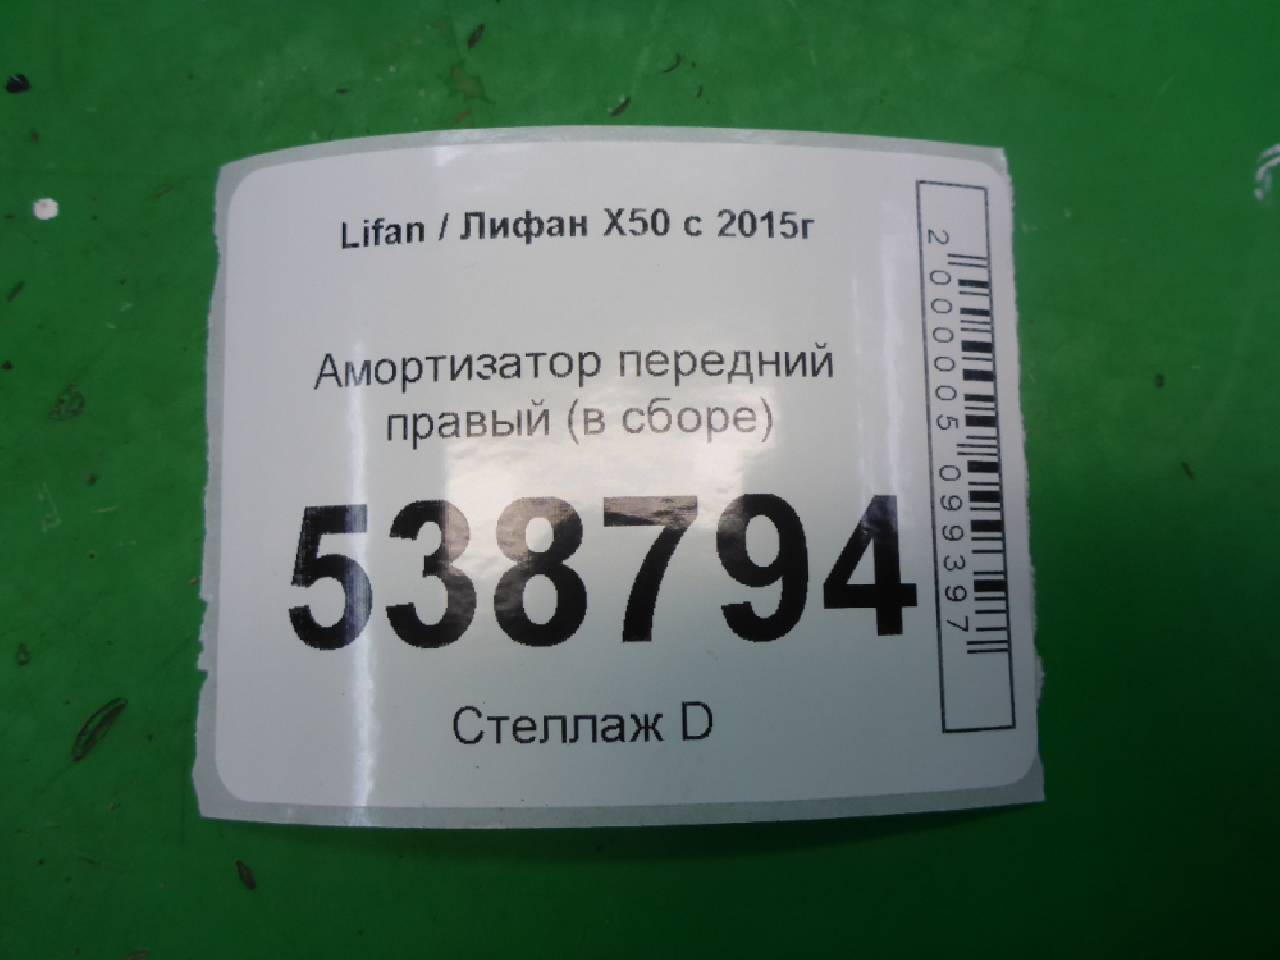 Lifan / Лифан X50 с 2015г
Амортизатор передний
правый (в сборе)
538794
Стеллаж D
2000005099397